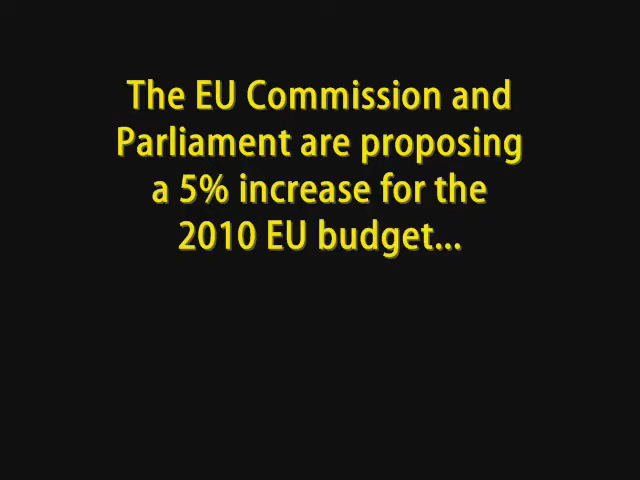 The EU Commission and
Parliament are proposing
a 5% increase for the
2010 EU budget...